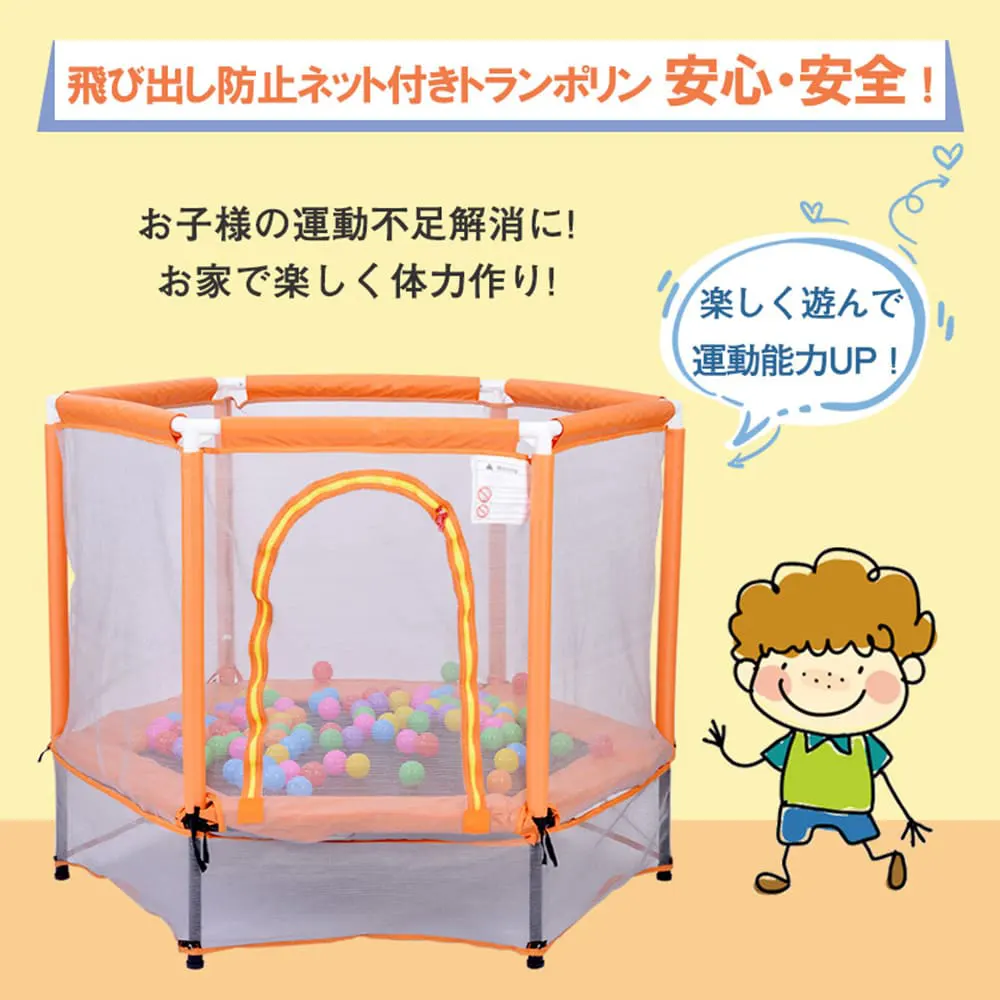 飛び出し防止ネット付きトランポリン 安心・安全！
お子様の運動不足解消に!
お家で楽しく体力作り!
楽しく遊んで
運動能力UP！